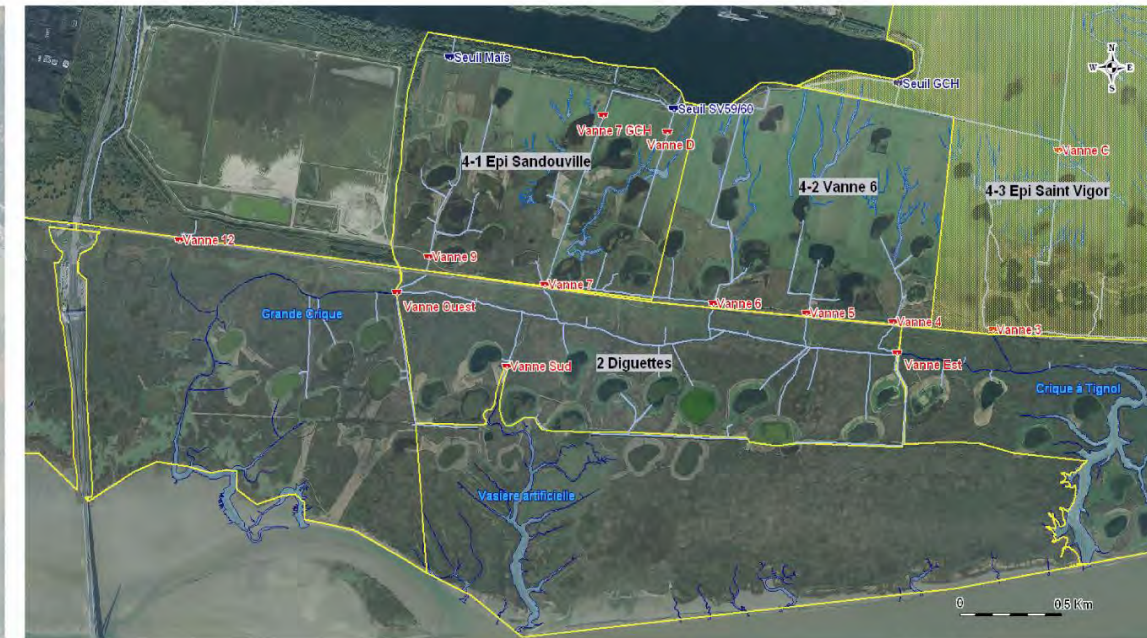 Seuil Maïs
N
W E
S
Seuil GCH
Seuil SV59/60
Vanne 7 GCH
Vanne D
Vanne C
4-1 Epi Sandouville
4-2 Vanne 6
4-3 Epi Saint Vigor
Vanne 12
Vanne 9
Vanne 7
Vanne Ouest
Vanne 6
Vanne 5
Vanne 4
Vanne 3
Grande Crique
Vanne Est
Vanne Sud
2 Diguettes
Crique à Tignol
Vasière artificielle
0 0.5 Km